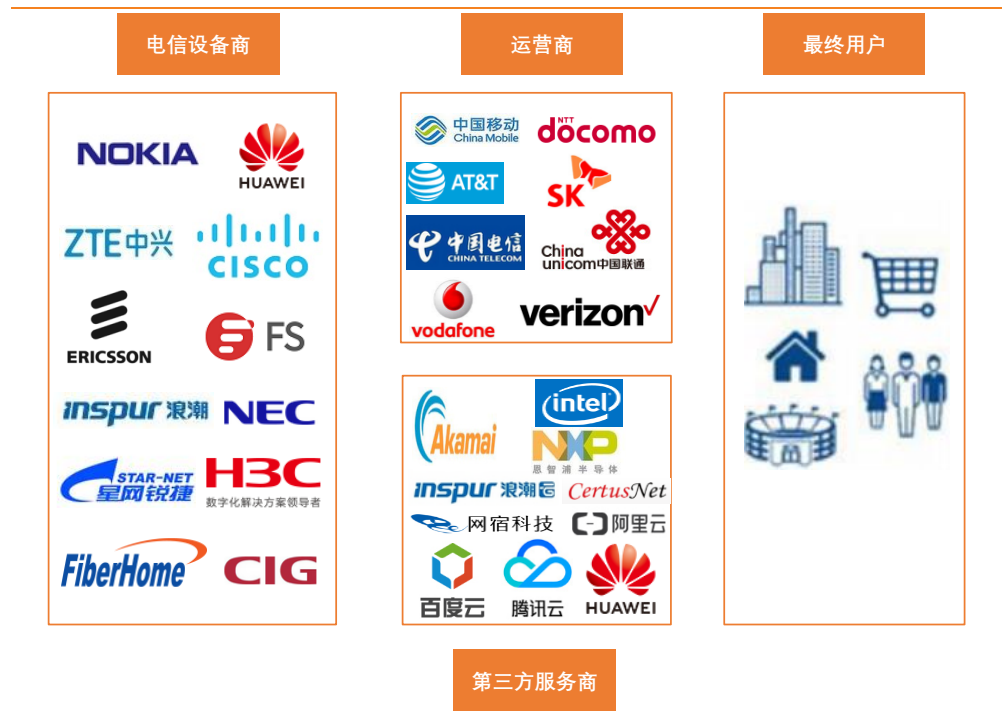 电信设备商
运营商
最终用户
NOKIA
HUAWEI
ZTE中兴
CISCO
ERICSSON
FS
inspur 浪潮
NEC
STAR-NET
星网锐捷
H3C
数字化解决方案领导者
FiberHome
CIG
中国移动
China Mobile
NTT
döcomo
AT&T
SK
中国电信
CHINA TELECOM
China
unicom中国联通
vodafone
verizon
Akamai
intel
NXP
恩智浦半导体
inspur 浪潮
CertusNet
网宿科技
阿里云
百度云
腾讯云
HUAWEI
第三方服务商